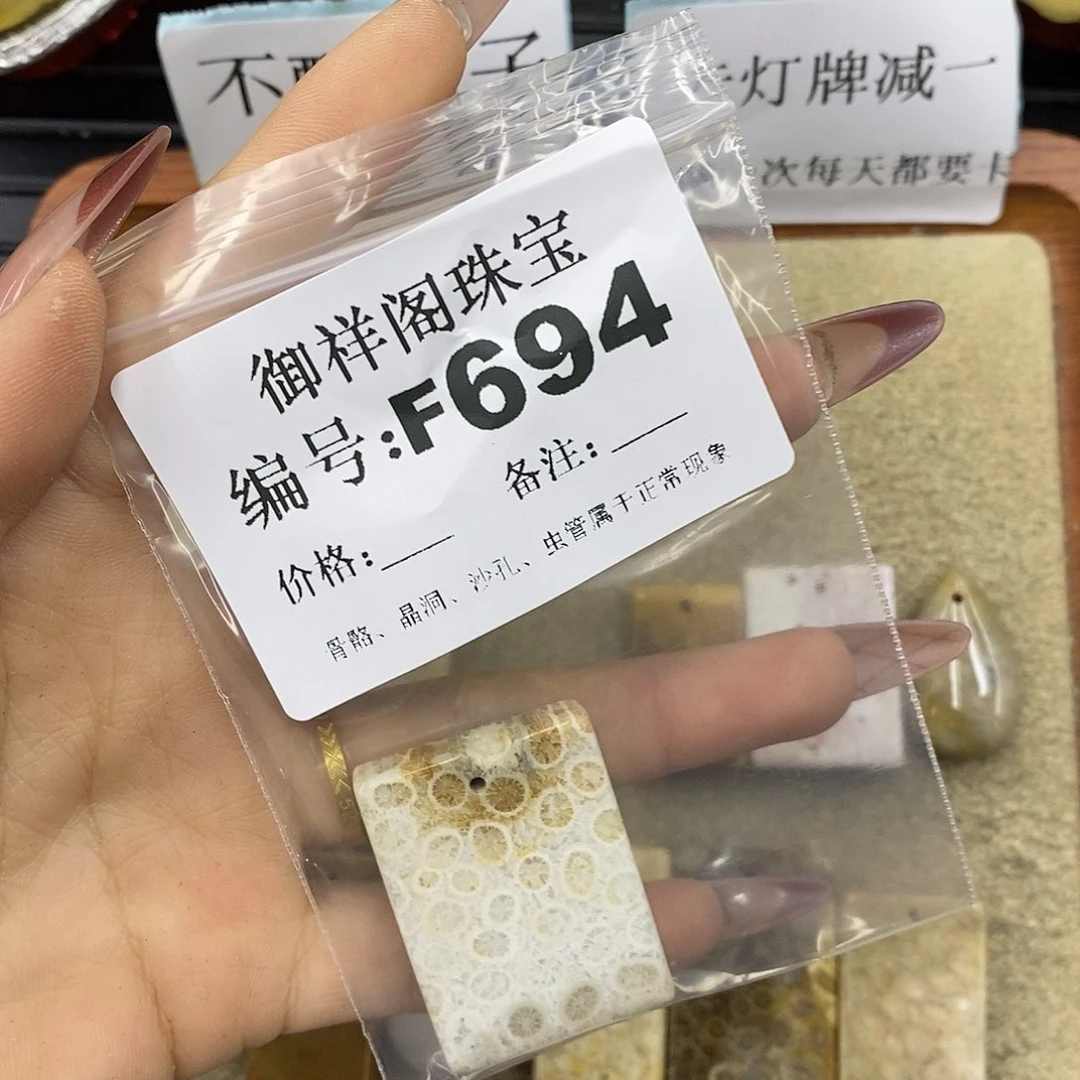 不
子
灯牌减一
次每天都要卡
御祥阁珠宝
编号:F694
价格:___ 备注:___
骨骼、晶洞、沙孔、虫管属于正常现象